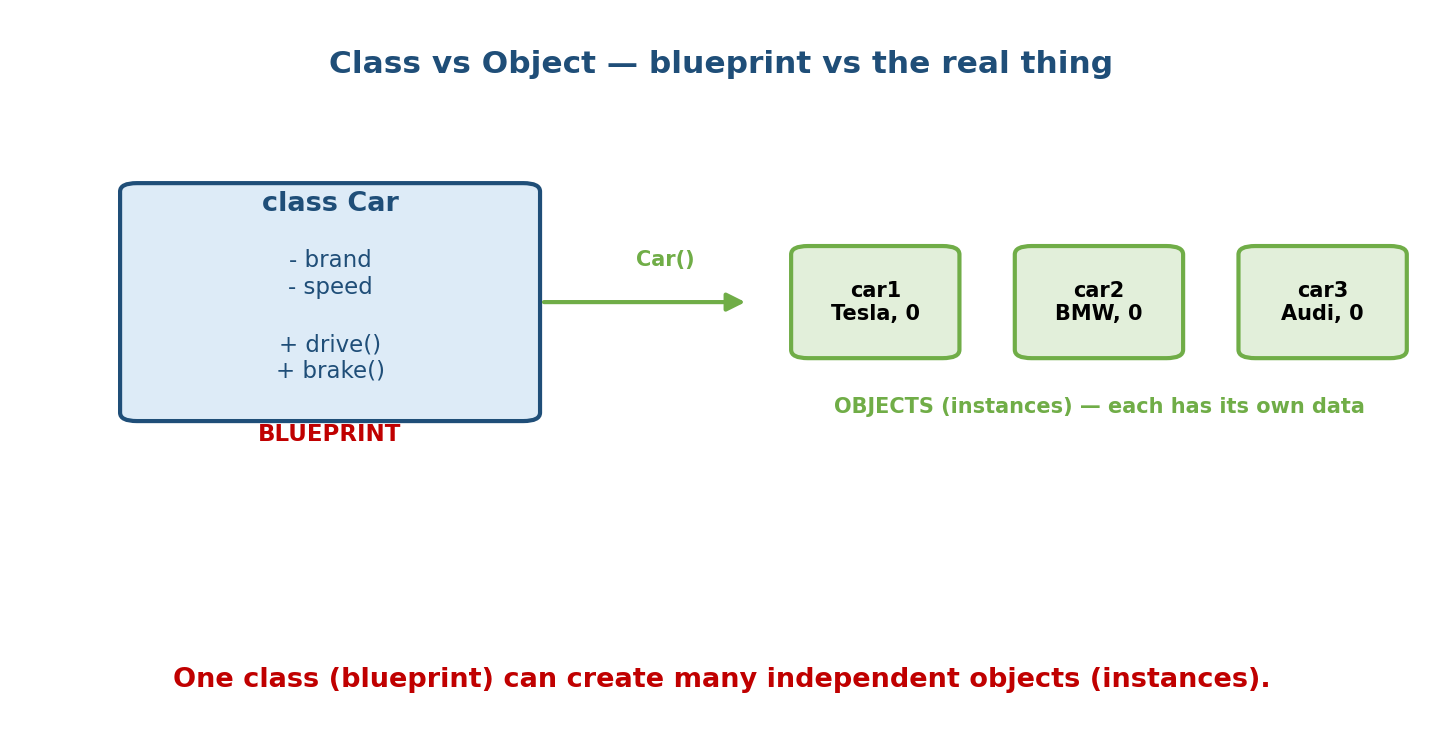 Class vs Object — blueprint vs the real thing
class Car
- brand
- speed
+ drive()
+ brake()
BLUEPRINT
Car()
car1
Tesla, 0
car2
BMW, 0
car3
Audi, 0
OBJECTS (instances) — each has its own data
One class (blueprint) can create many independent objects (instances).